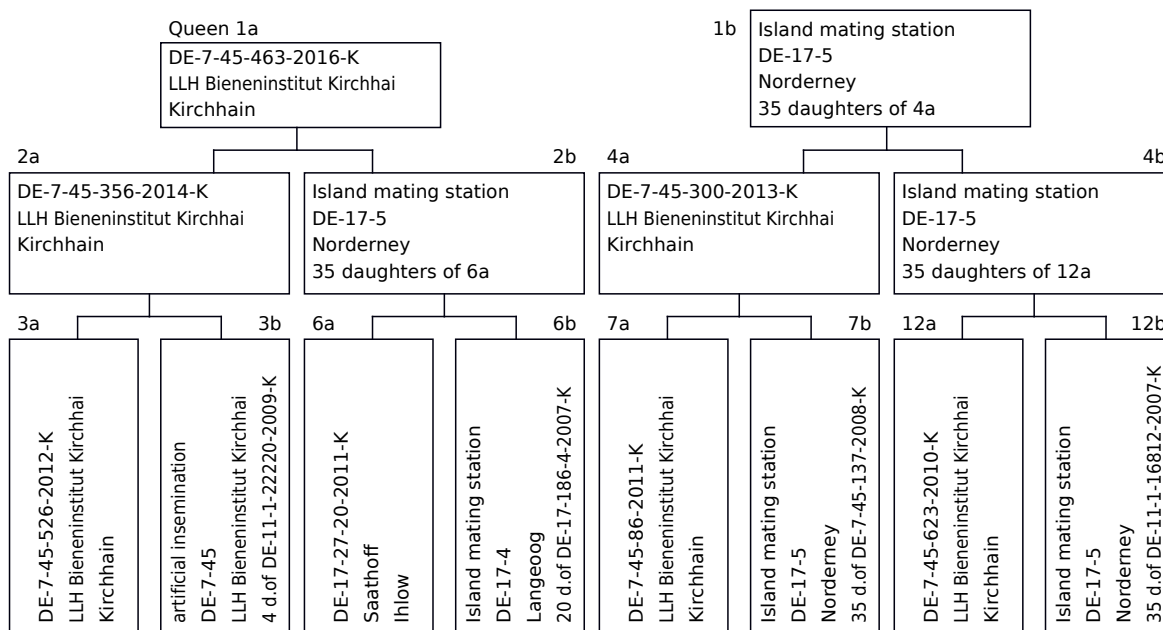 Queen 1a
DE-7-45-463-2016-K
LLH Bieneninstitut Kirchhai
Kirchhain
1b
Island mating station
DE-17-5
Norderney
35 daughters of 4a
2a
DE-7-45-356-2014-K
LLH Bieneninstitut Kirchhai
Kirchhain
2b
Island mating station
DE-17-5
Norderney
35 daughters of 6a
4a
DE-7-45-300-2013-K
LLH Bieneninstitut Kirchhai
Kirchhain
4b
Island mating station
DE-17-5
Norderney
35 daughters of 12a
3a
DE-7-45-526-2012-K
LLH Bieneninstitut Kirchhai
Kirchhain
3b
artificial insemination
DE-7-45
LLH Bieneninstitut Kirchhai
4 d.of DE-11-1-22220-2009-K
6a
DE-17-27-20-2011-K
Saathoff
Ihlow
6b
Island mating station
DE-17-4
Langeoog
20 d.of DE-17-186-4-2007-K
7a
DE-7-45-86-2011-K
LLH Bieneninstitut Kirchhai
Kirchhain
7b
Island mating station
DE-17-5
Norderney
35 d.of DE-7-45-137-2008-K
12a
DE-7-45-623-2010-K
LLH Bieneninstitut Kirchhai
Kirchhain
12b
Island mating station
DE-17-5
Norderney
35 d.of DE-11-1-16812-2007-K